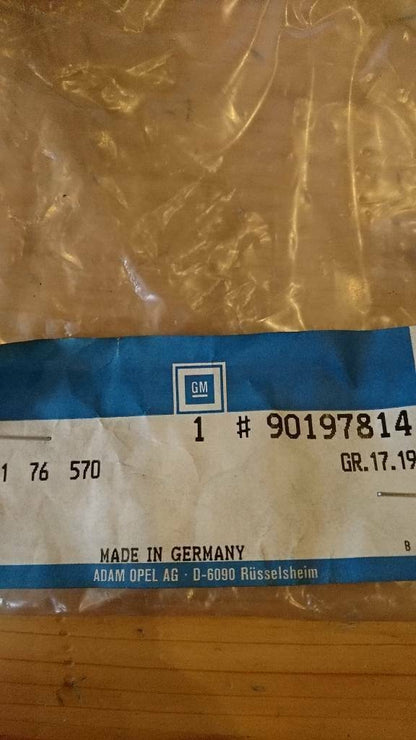 GM
1 # 90197814
1 76 570 GR.17.19
MADE IN GERMANY B
ADAM OPEL AG · D-6090 Rüsselsheim